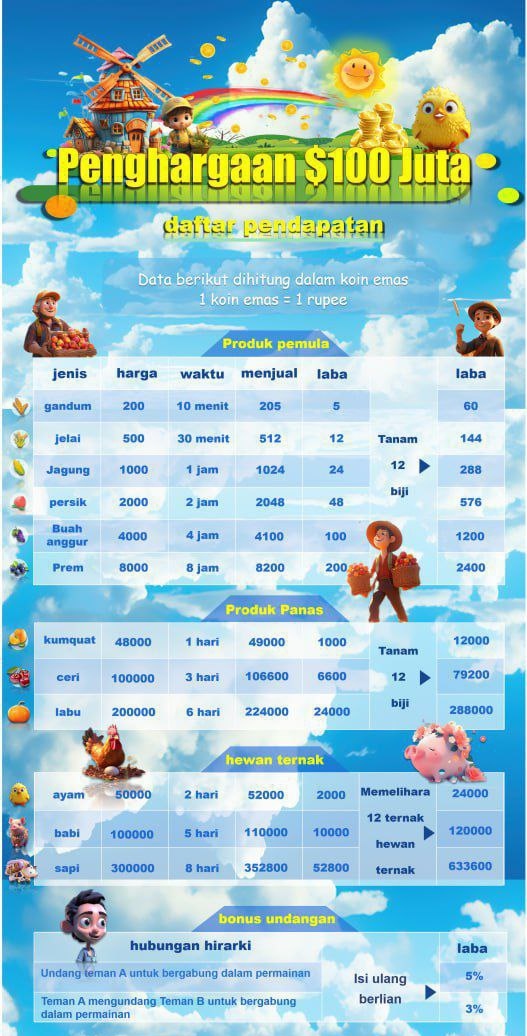 Penghargaan $100 Juta
daftar pendapatan
Data berikut dihitung dalam koin emas
1 koin emas = 1 rupee
Produk pemula
jenis harga waktu menjual laba laba
gandum 200 10 menit 205 5 60
jelai 500 30 menit 512 12 144
Jagung 1000 1 jam 1024 24 288
persik 2000 2 jam 2048 48 576
Buah anggur 4000 4 jam 4100 100 1200
Prem 8000 8 jam 8200 200 2400
Tanam
12
biji
Produk Panas
kumquat 48000 1 hari 49000 1000 12000
ceri 100000 3 hari 106600 6600 79200
labu 200000 6 hari 224000 24000 288000
Tanam
12
biji
hewan ternak
ayam 50000 2 hari 52000 2000 24000
babi 100000 5 hari 110000 10000 120000
sapi 300000 8 hari 352800 52800 633600
Memelihara
12 ternak
hewan
ternak
bonus undangan
hubungan hirarki laba
Undang teman A untuk bergabung dalam permainan 5%
Teman A mengundang Teman B untuk bergabung
dalam permainan 3%
Isi ulang
berlian